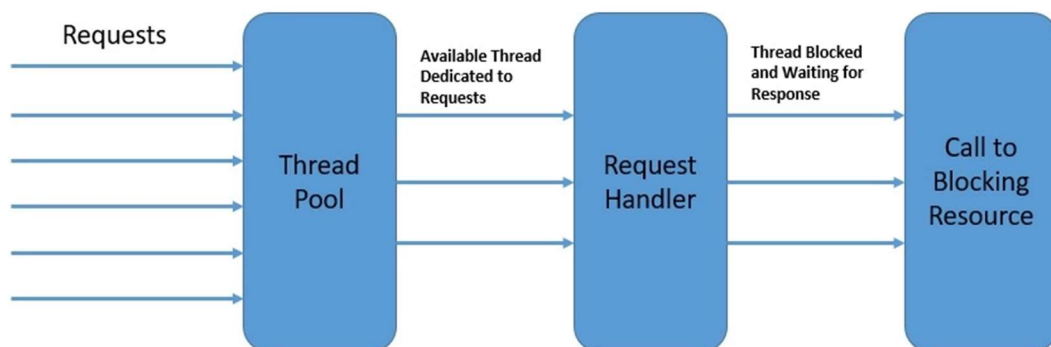 Requests
Thread
Pool
Available Thread
Dedicated to
Requests
Request
Handler
Thread Blocked
and Waiting for
Response
Call to
Blocking
Resource